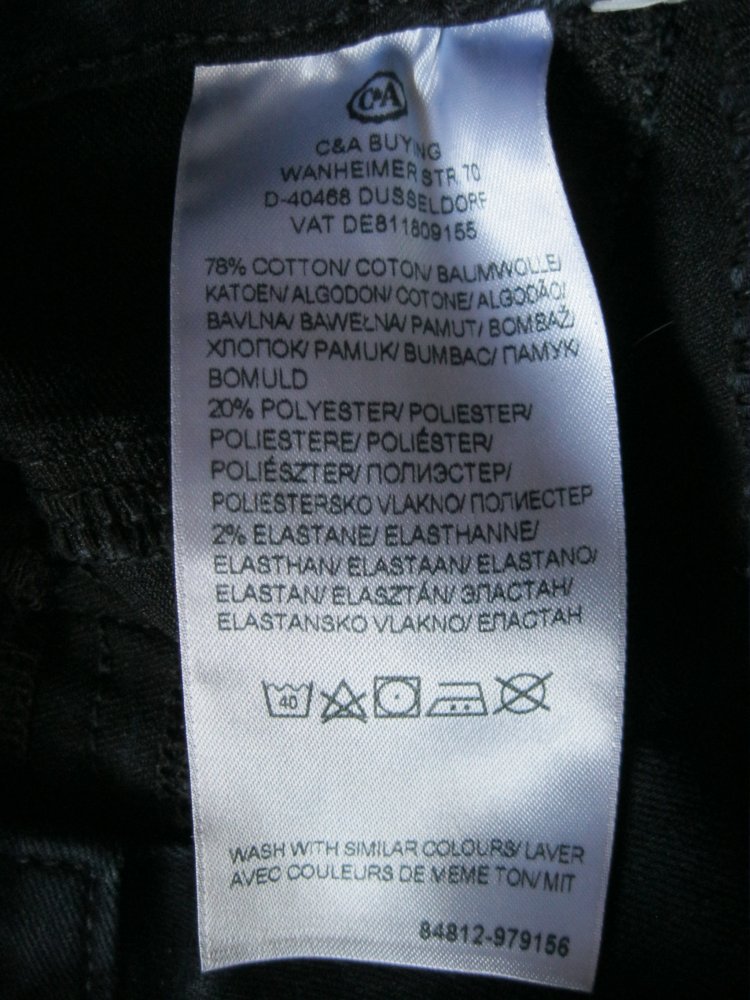 C&A
C&A BUYING
WANHEIMER STR. 70
D-40468 DUSSELDORF
VAT DE811809155
78% COTTON/ COTON/ BAUMWOLLE/
KATOEN/ ALGODON/ COTONE/ ALGODÃO/
BAVLNA/ BAWEŁNA/ PAMUT/ BOMBAŽ/
ХЛОПОК/ PAMUK/ BUMBAC/ ПАМУК/
BOMULD
20% POLYESTER/ POLIESTER/
POLIESTERE/ POLIÉSTER/
POLIÉSZTER/ ПОЛИЭСТЕР/
POLIESTERSKO VLAKNO/ ПОЛИЕСТЕР
2% ELASTANE/ ELASTHANNE/
ELASTHAN/ ELASTAAN/ ELASTANO/
ELASTAN/ ELASZTÁN/ ЭЛАСТАН/
ELASTANSKO VLAKNO/ ЕЛАСТАН
40
WASH WITH SIMILAR COLOURS/ LAVER
AVEC COULEURS DE MEME TON/ MIT
84812-979156